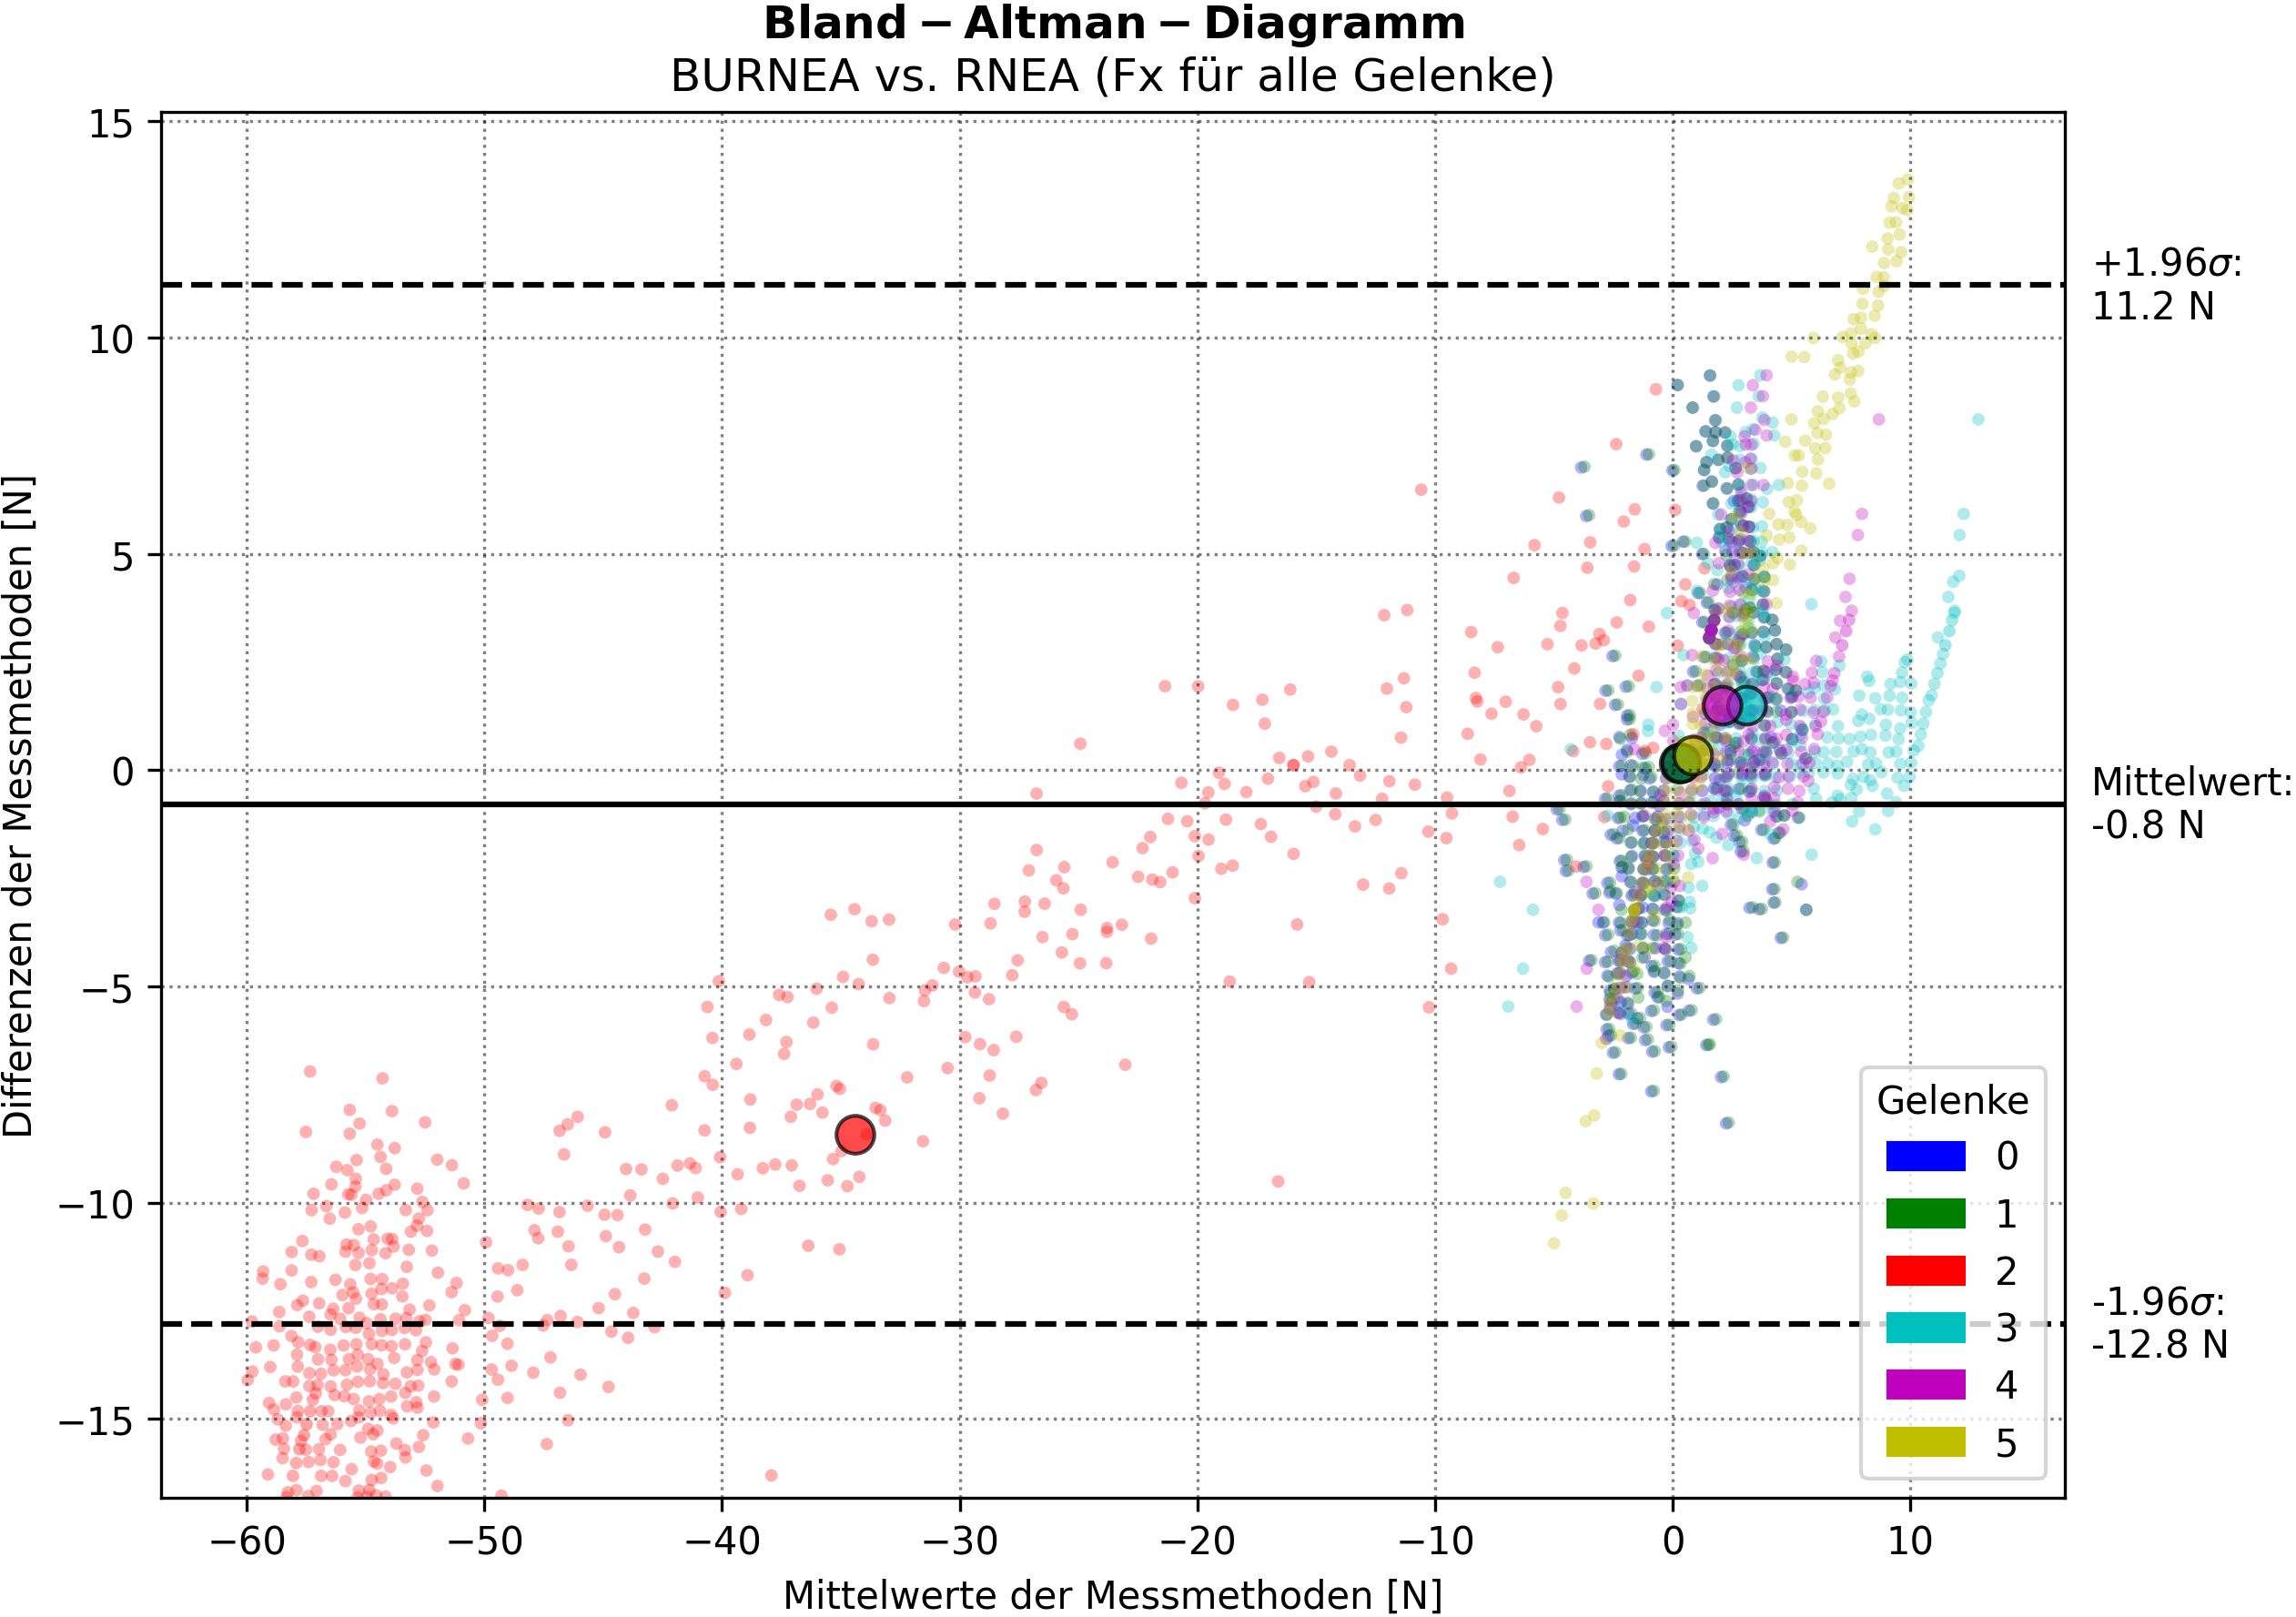 Bland − Altman − Diagramm
BURNEA vs. RNEA (Fx für alle Gelenke)
Differenzen der Messmethoden [N]
15
10
5
0
−5
−10
−15
+1.96σ:
11.2 N
Mittelwert:
-0.8 N
-1.96σ:
-12.8 N
Gelenke
0
1
2
3
4
5
−60 −50 −40 −30 −20 −10 0 10
Mittelwerte der Messmethoden [N]